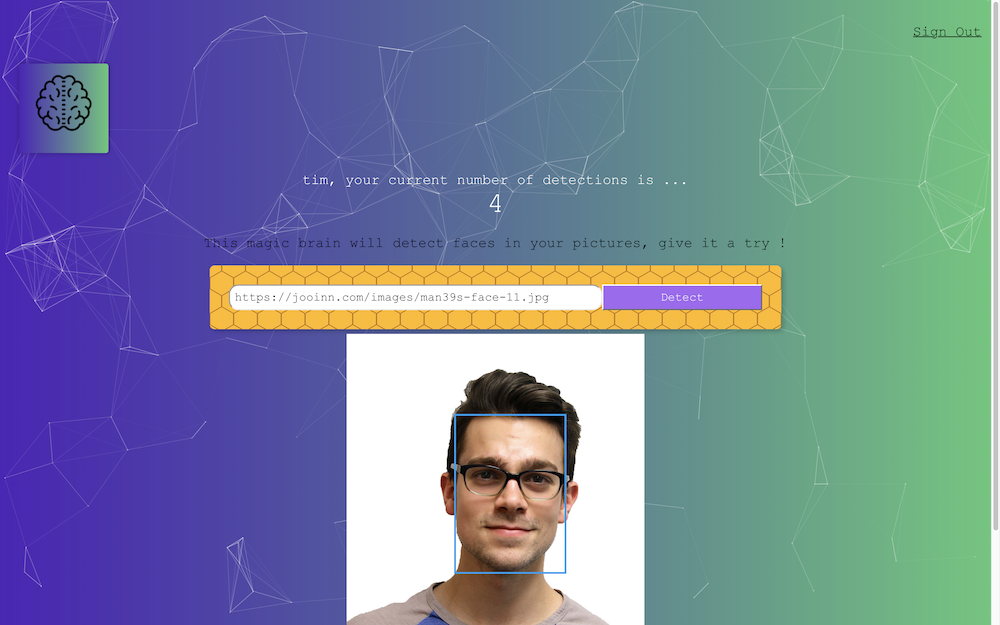 Sign Out
tim, your current number of detections is ...
4
This magic brain will detect faces in your pictures, give it a try !
https://jooinn.com/images/man39s-face-11.jpg
Detect